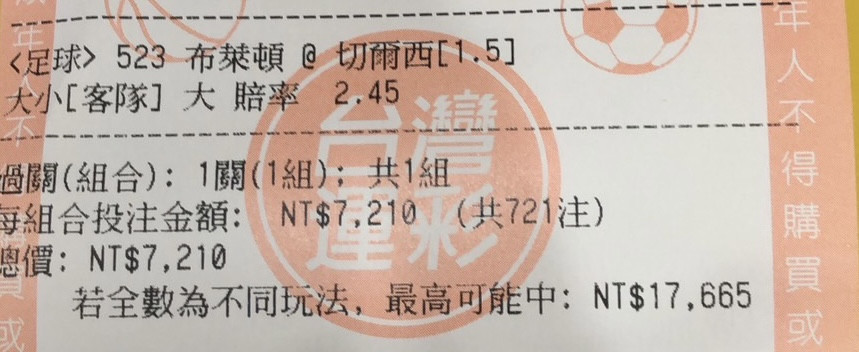 <足球> 523 布萊頓 @ 切爾西[1.5]
大小[客隊] 大 賠率 2.45
過關(組合): 1關(1組); 共1組
每組合投注金額: NT$7,210 (共721注)
總價: NT$7,210
若全數為不同玩法, 最高可能中: NT$17,665
台灣
運彩
年人不得購買或
年人不